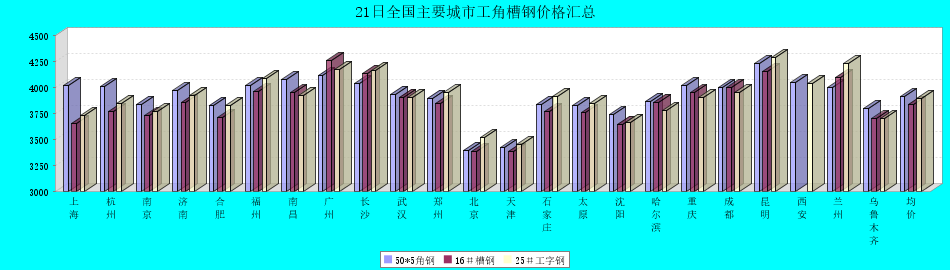 21日全国主要城市工角槽钢价格汇总
4500
4250
4000
3750
3500
3250
3000
上海
杭州
南京
济南
合肥
福州
南昌
广州
长沙
武汉
郑州
北京
天津
石家庄
太原
沈阳
哈尔滨
重庆
成都
昆明
西安
兰州
乌鲁木齐
均价
50*5角钢 16#槽钢 25#工字钢